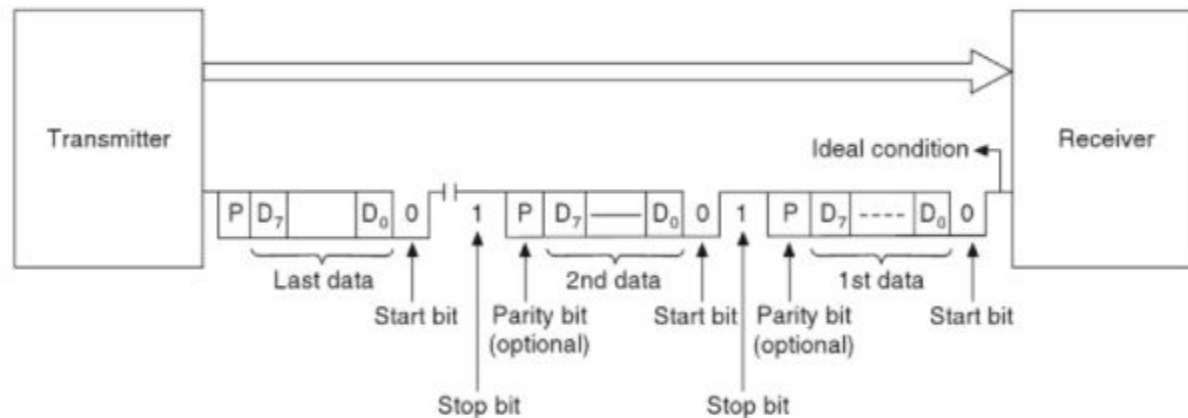 Transmitter
Receiver
Ideal condition
P D7 D0 0 1 P D7 D0 0 1 P D7 D0 0
Last data
2nd data
1st data
Start bit
Parity bit
(optional)
Start bit
Parity bit
(optional)
Start bit
Stop bit
Stop bit